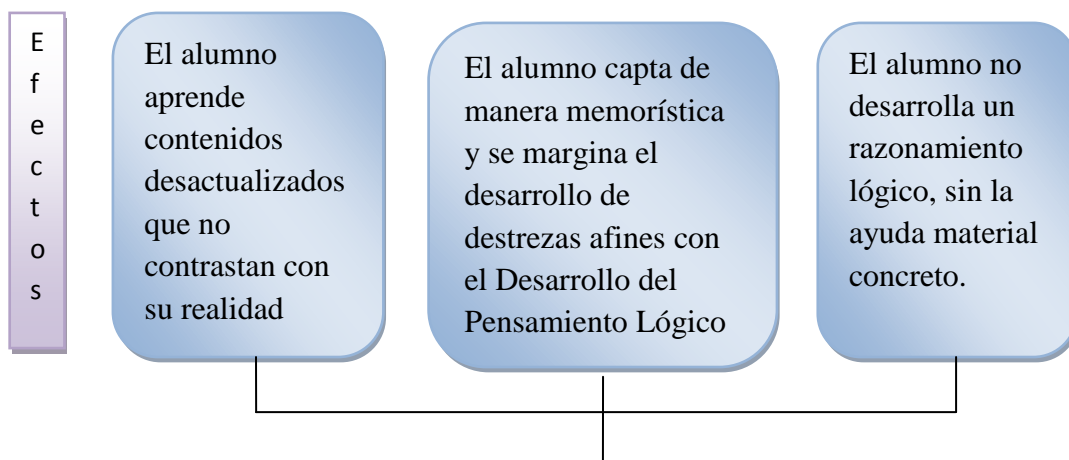 Efectos
El alumno
aprende
contenidos
desactualizados
que no
contrastan con
su realidad
El alumno capta de
manera memorística
y se margina el
desarrollo de
destrezas afines con
el Desarrollo del
Pensamiento Lógico
El alumno no
desarrolla un
razonamiento
lógico, sin la
ayuda material
concreto.